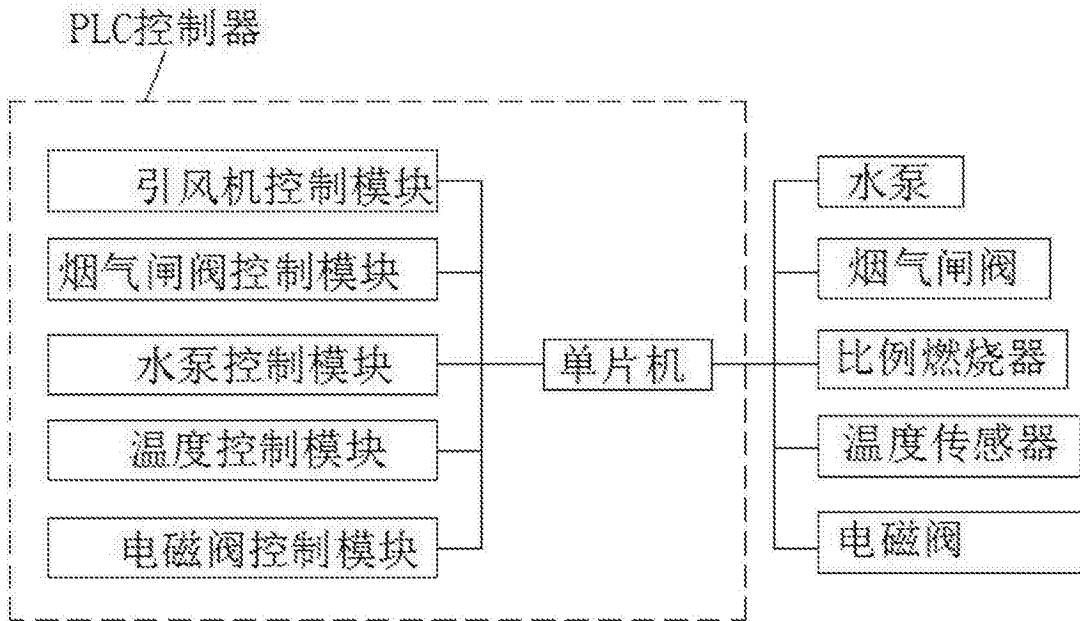 PLC控制器
引风机控制模块
烟气闸阀控制模块
水泵控制模块
温度控制模块
电磁阀控制模块
单片机
水泵
烟气闸阀
比例燃烧器
温度传感器
电磁阀